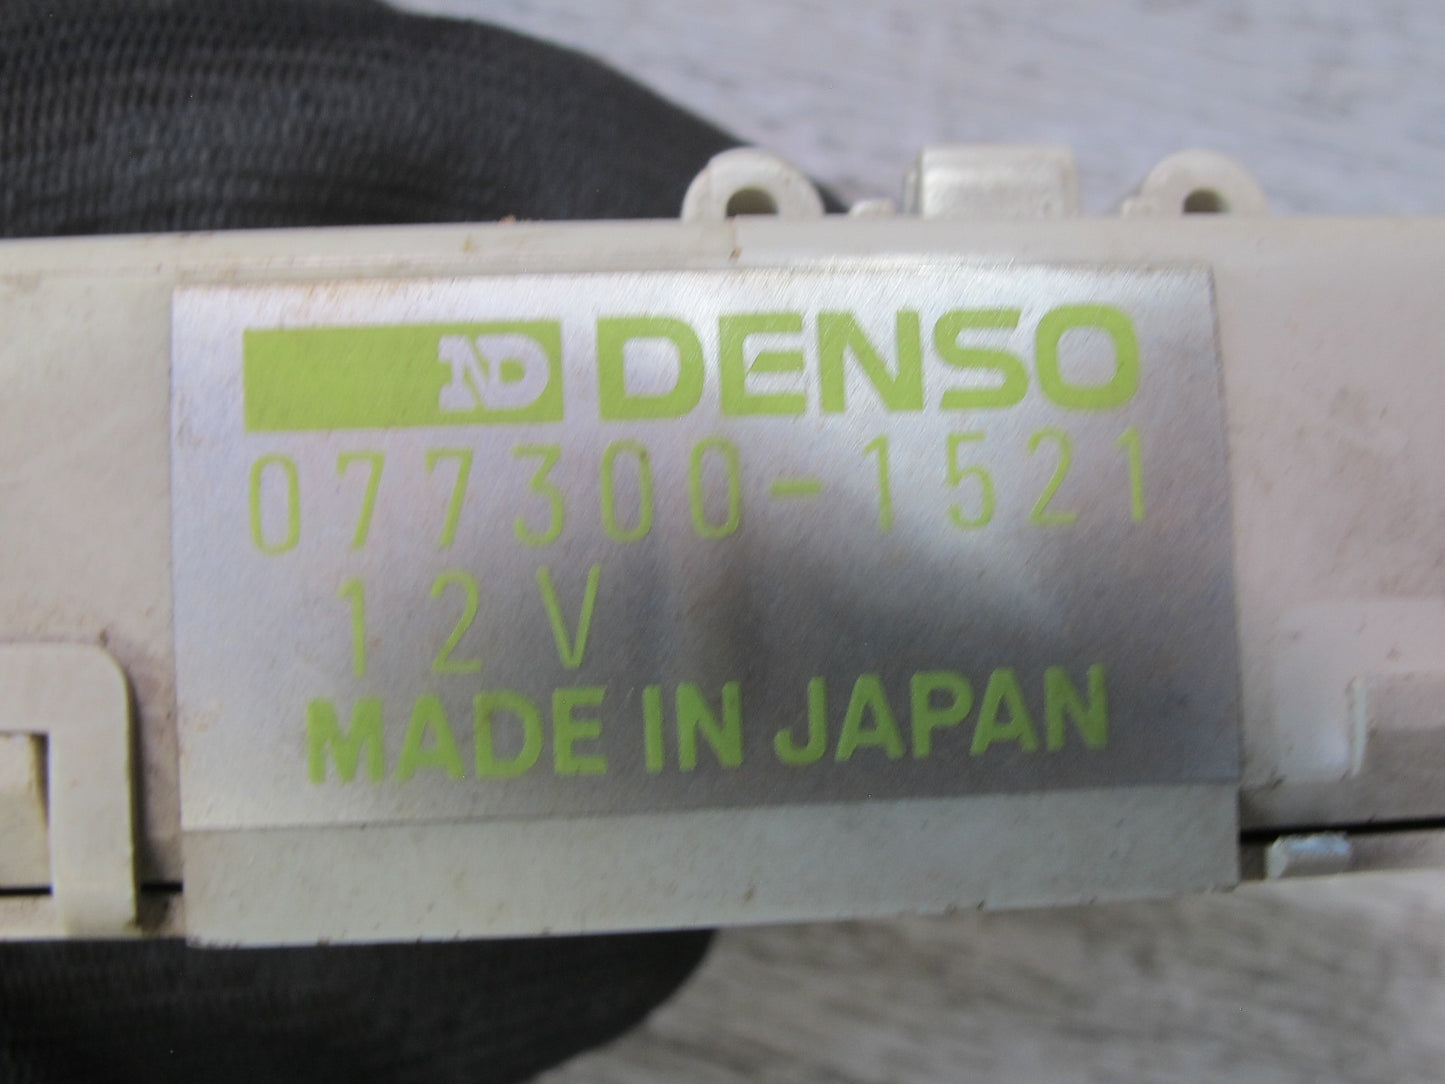 ND DENSO
077300-1521
12V
MADE IN JAPAN